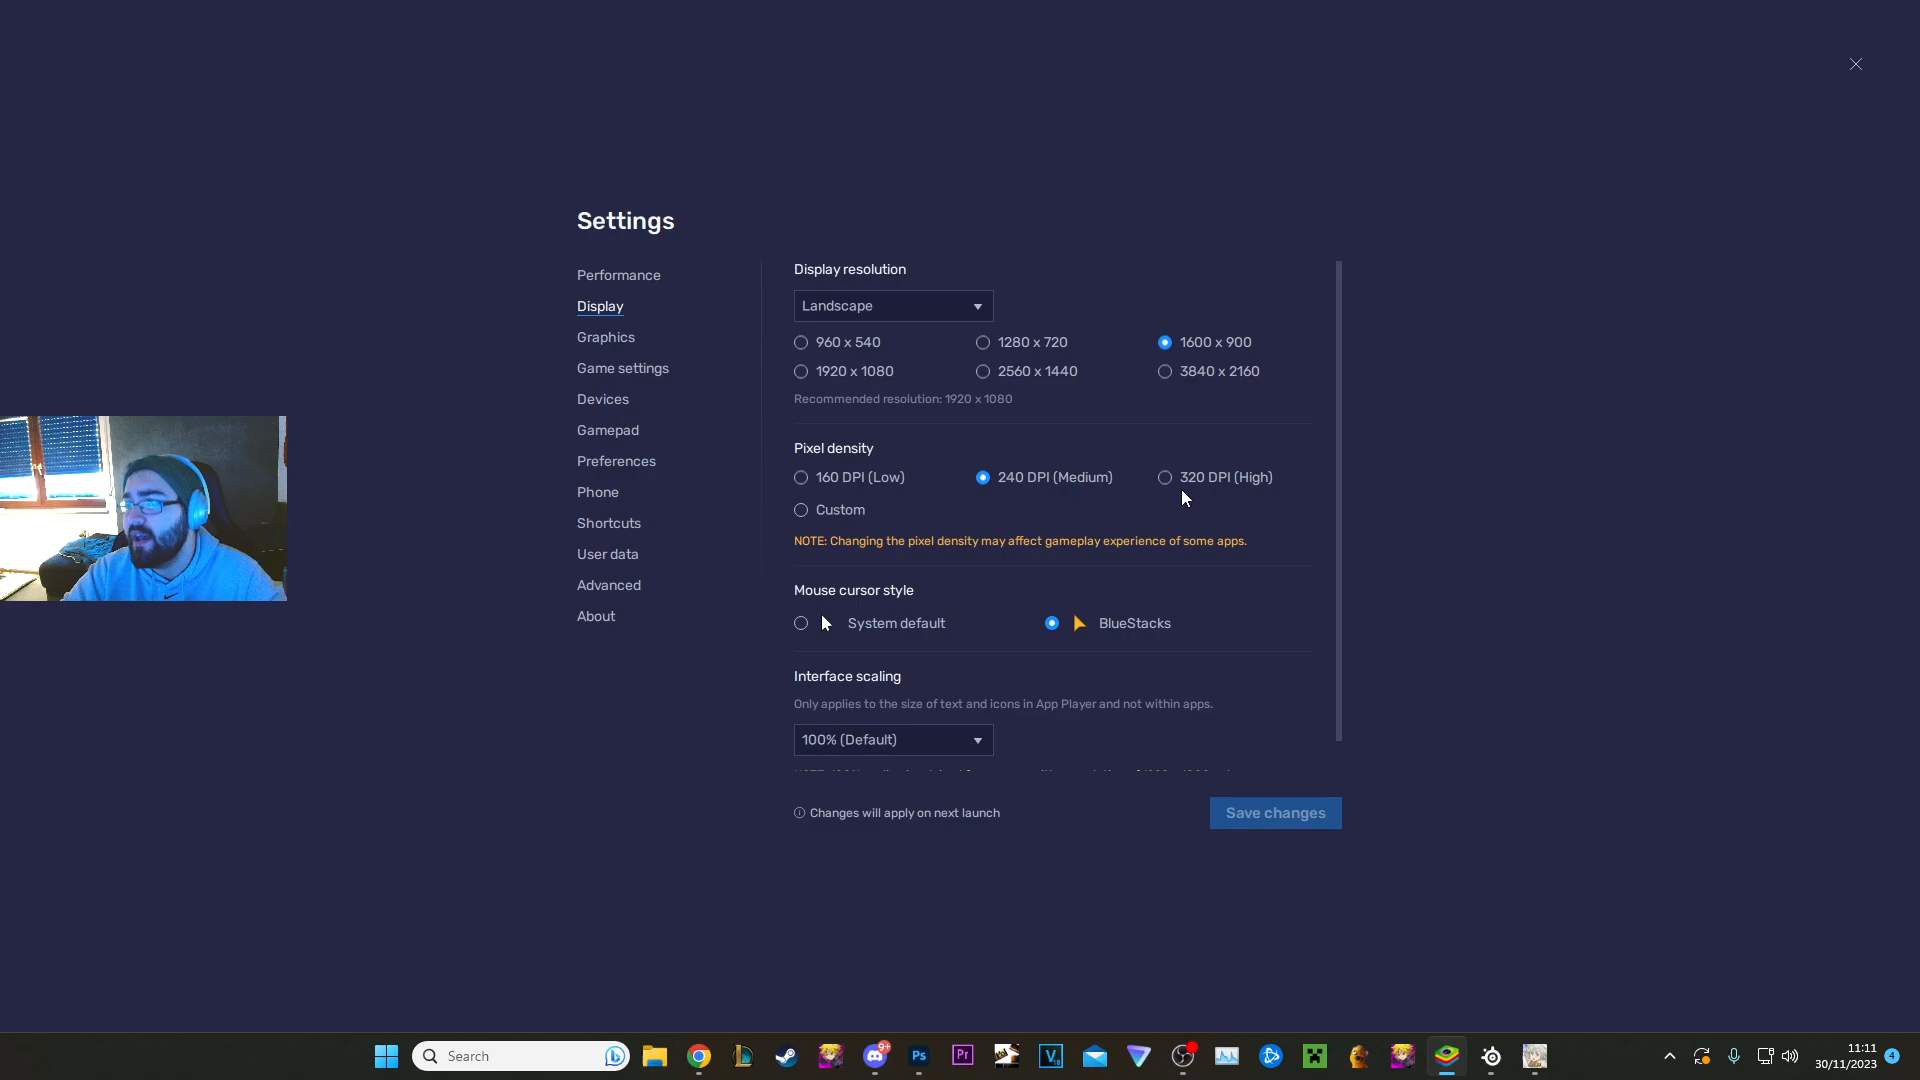 Settings
Performance
Display
Graphics
Game settings
Devices
Gamepad
Preferences
Phone
Shortcuts
User data
Advanced
About
Display resolution
Landscape
960 x 540
1280 x 720
1600 x 900
1920 x 1080
2560 x 1440
3840 x 2160
Recommended resolution: 1920 x 1080
Pixel density
160 DPI (Low)
240 DPI (Medium)
320 DPI (High)
Custom
NOTE: Changing the pixel density may affect gameplay experience of some apps.
Mouse cursor style
System default
BlueStacks
Interface scaling
Only applies to the size of text and icons in App Player and not within apps.
100% (Default)
Changes will apply on next launch
Save changes
Search
9+
Ps
Pr
11:11
30/11/2023
4